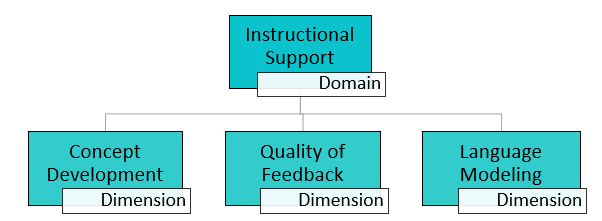 Instructional
Support
Domain
Concept
Development
Dimension
Quality of
Feedback
Dimension
Language
Modeling
Dimension